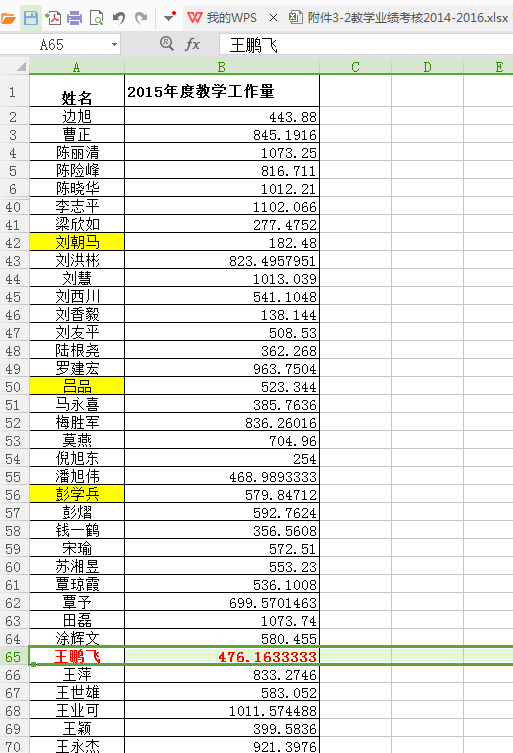 我的WPS × 附件3-2教学业绩考核2014-2016.xlsx
A65 fx 王鹏飞
A B C D E
1 姓名 2015年度教学工作量
2 边旭 443.88
3 曹正 845.1916
4 陈丽清 1073.25
5 陈险峰 816.711
6 陈晓华 1012.21
40 李志平 1102.066
41 梁欣如 277.4752
42 刘朝马 182.48
43 刘洪彬 823.4957951
44 刘慧 1013.039
45 刘西川 541.1048
46 刘香毅 138.144
47 刘友平 508.53
48 陆根尧 362.268
49 罗建宏 963.7504
50 吕品 523.344
51 马永喜 385.7636
52 梅胜军 836.26016
53 莫燕 704.96
54 倪旭东 254
55 潘旭伟 468.9893333
56 彭学兵 579.84712
57 彭熠 592.7624
58 钱一鹤 356.5608
59 宋瑜 572.51
60 苏湘昱 553.23
61 覃琼霞 536.1008
62 覃予 699.5701463
63 田磊 1073.74
64 涂辉文 580.455
65 王鹏飞 476.1633333
66 王萍 833.2746
67 王世雄 583.052
68 王业可 1011.574488
69 王颖 399.5836
70 王永杰 921.3976